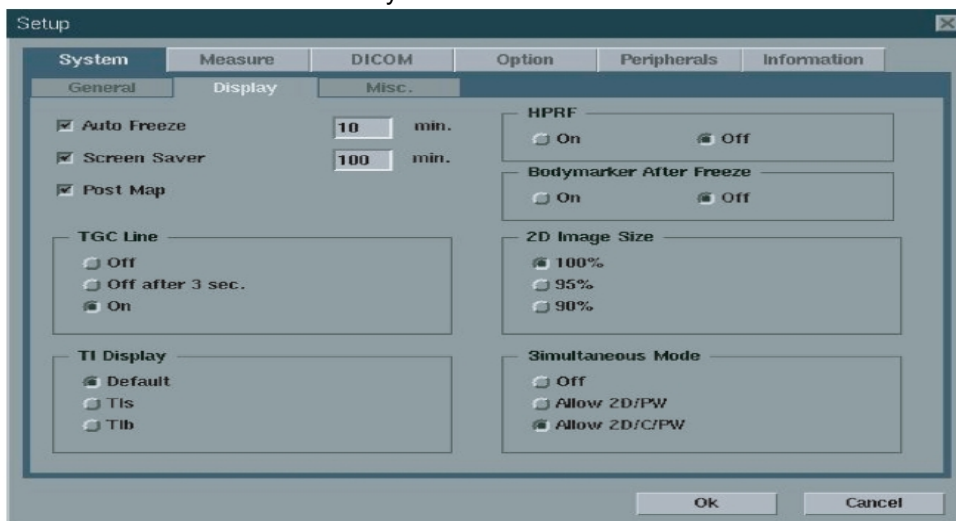 Setup
System Measure DICOM Option Peripherals Information
General Display Misc.
Auto Freeze 10 min.
Screen Saver 100 min.
Post Map
HPRF
On Off
Bodymarker After Freeze
On Off
TGC Line
Off
Off after 3 sec.
On
2D Image Size
100%
95%
90%
TI Display
Default
TIs
TIb
Simultaneous Mode
Off
Allow 2D/PW
Allow 2D/C/PW
Ok Cancel